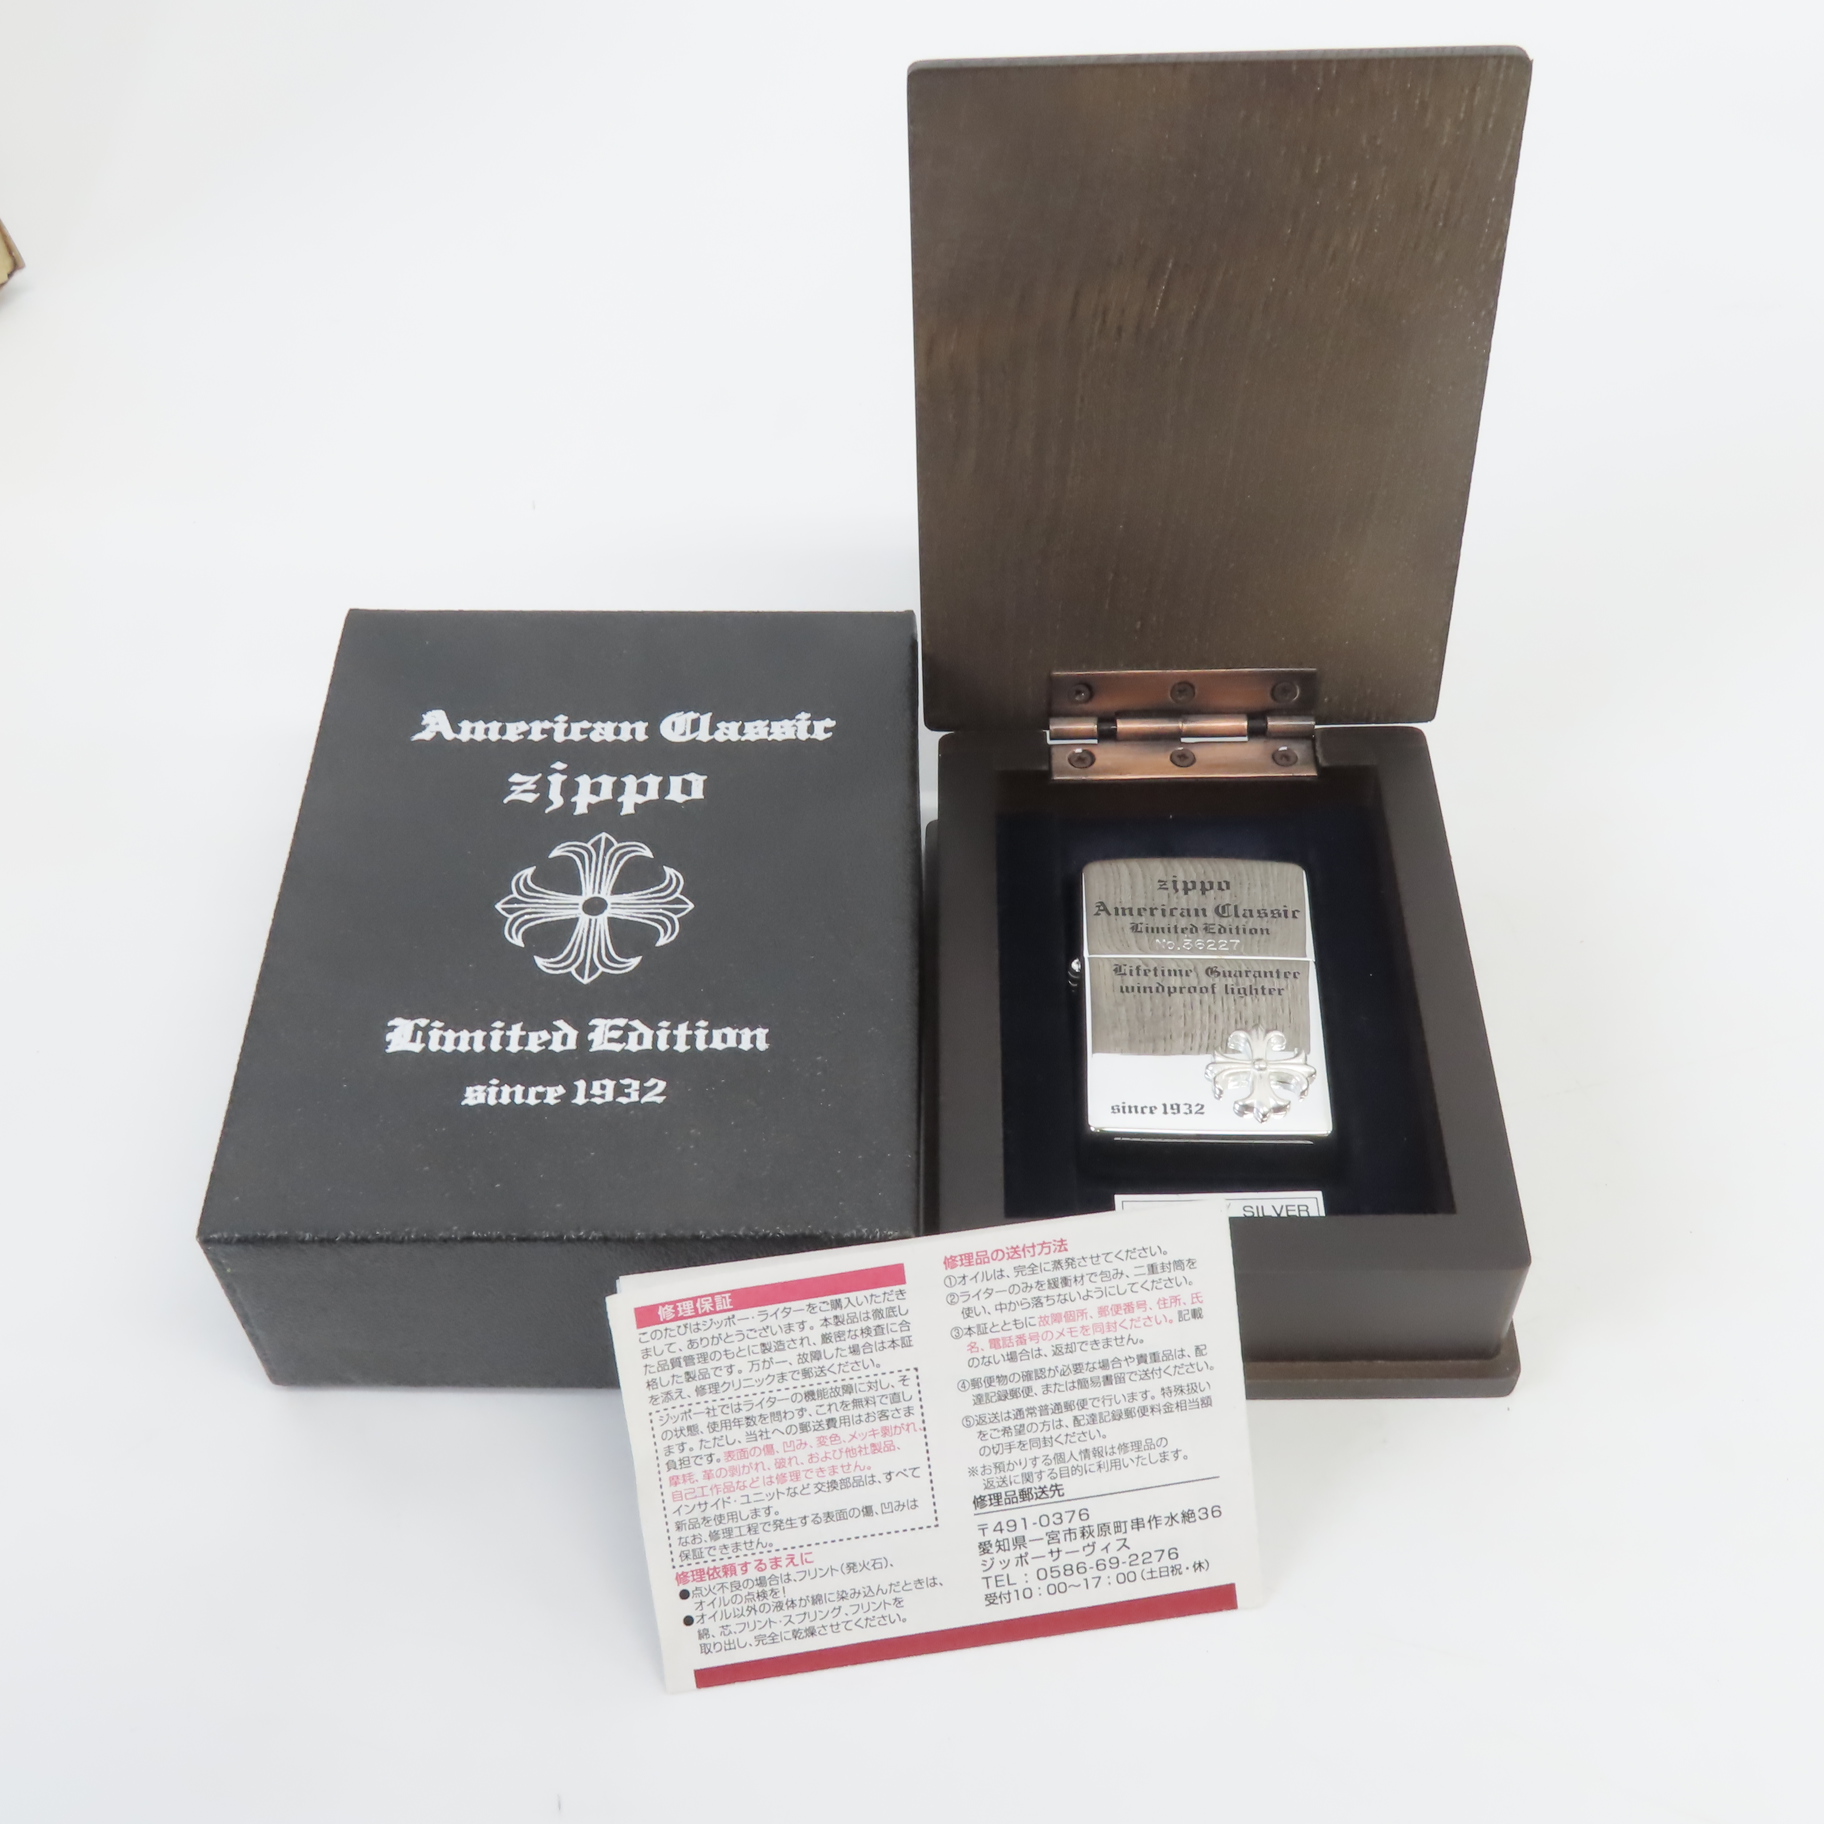 American Classic
zippo
Limited Edition
since 1932
zippo
American Classic
Limited Edition
No.36227
Lifetime Guarantee
windproof lighter
since 1932
SILVER
修理保証
このたびはジッポー・ライターをご購入いただき
まして、ありがとうございます。本製品は徹底し
た品質管理のもとに製造され、厳密な検査に合
格した製品です。万が一、故障した場合は本証
を添え、修理クリニックまで郵送ください。
ジッポー社ではライターの機能故障に対し、そ
の状態、使用年数を問わず、これを無料で直し
ます。ただし、当社への郵送費用はお客さま
負担です。表面の傷、凹み、変色、メッキ剥がれ、
摩耗、革の剥がれ、破れ、および他社製品、
自己工作品などは修理できません。
インサイド・ユニットなど交換部品は、すべて
新品を使用します。
なお、修理工程で発生する表面の傷、凹みは
保証できません。
修理依頼するまえに
●点火不良の場合は、フリント(発火石)、
オイルの点検を!
●オイル以外の液体が綿に染み込んだときは、
綿、芯、フリント・スプリング、フリントを
取り出し、完全に乾燥させてください。
修理品の送付方法
①オイルは、完全に蒸発させてください。
②ライターのみを緩衝材で包み、二重封筒を
使い、中から落ちないようにしてください。
③本証とともに故障個所、郵便番号、住所、氏
名、電話番号のメモを同封ください。記載
のない場合は、返却できません。
④郵便物の確認が必要な場合や貴重品は、配
達記録郵便、または簡易書留で送付ください。
⑤返送は通常普通郵便で行います。特殊扱い
をご希望の方は、配達記録郵便料金相当額
の切手を同封ください。
※お預かりする個人情報は修理品の
返送に関する目的に利用いたします。
修理品郵送先
〒491-0376
愛知県一宮市萩原町串作水絶36
ジッポーサーヴィス
TEL：0586-69-2276
受付10：00〜17：00(土日祝・休)